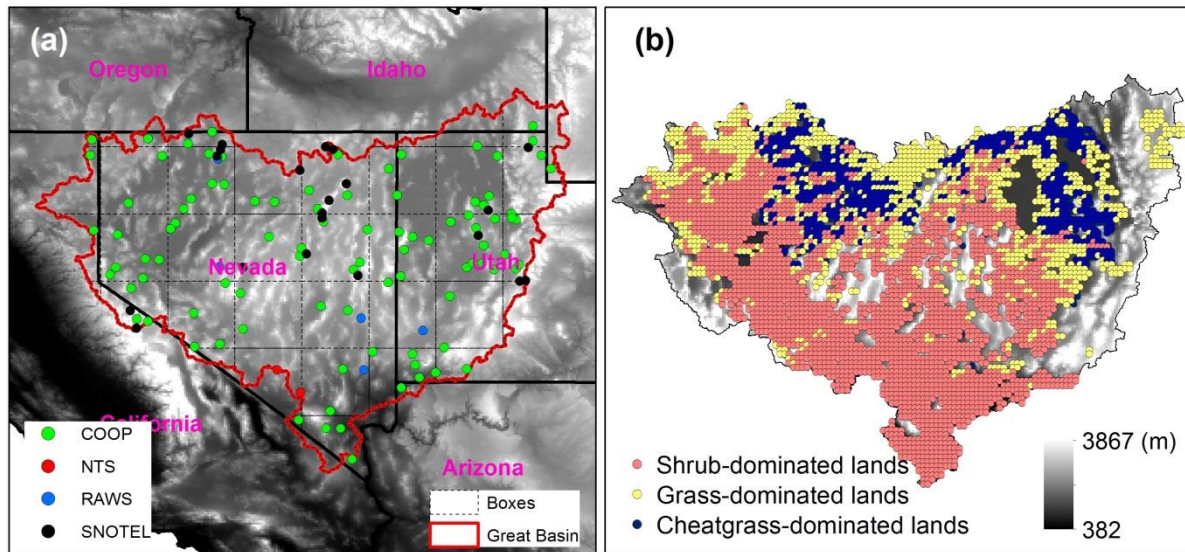 (a)
Oregon
Idaho
Nevada
Utah
California
Arizona
COOP
NTS
RAWS
SNOTEL
Boxes
Great Basin
(b)
3867 (m)
382
Shrub-dominated lands
Grass-dominated lands
Cheatgrass-dominated lands